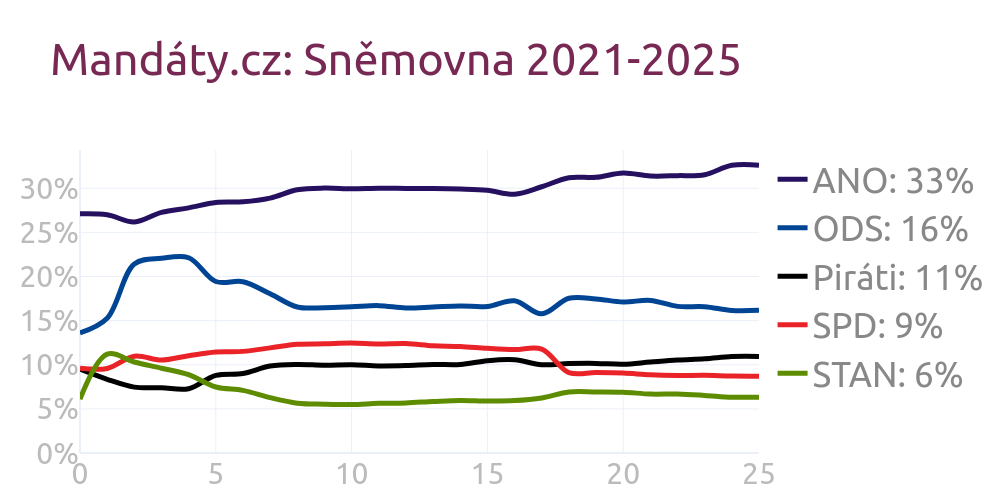 Mandáty.cz: Sněmovna 2021-2025
30%
25%
20%
15%
10%
5%
0%
0 5 10 15 20 25
ANO: 33%
ODS: 16%
Piráti: 11%
SPD: 9%
STAN: 6%